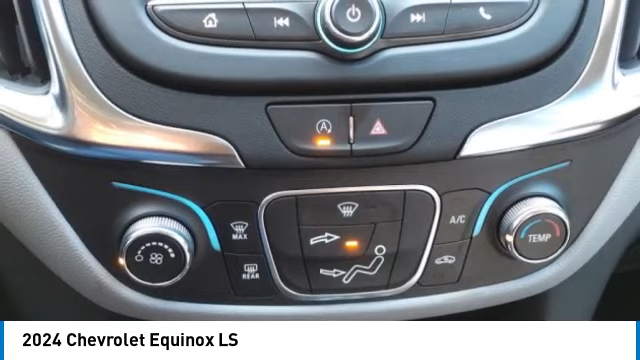 A
MAX
A/C
REAR
TEMP
2024 Chevrolet Equinox LS